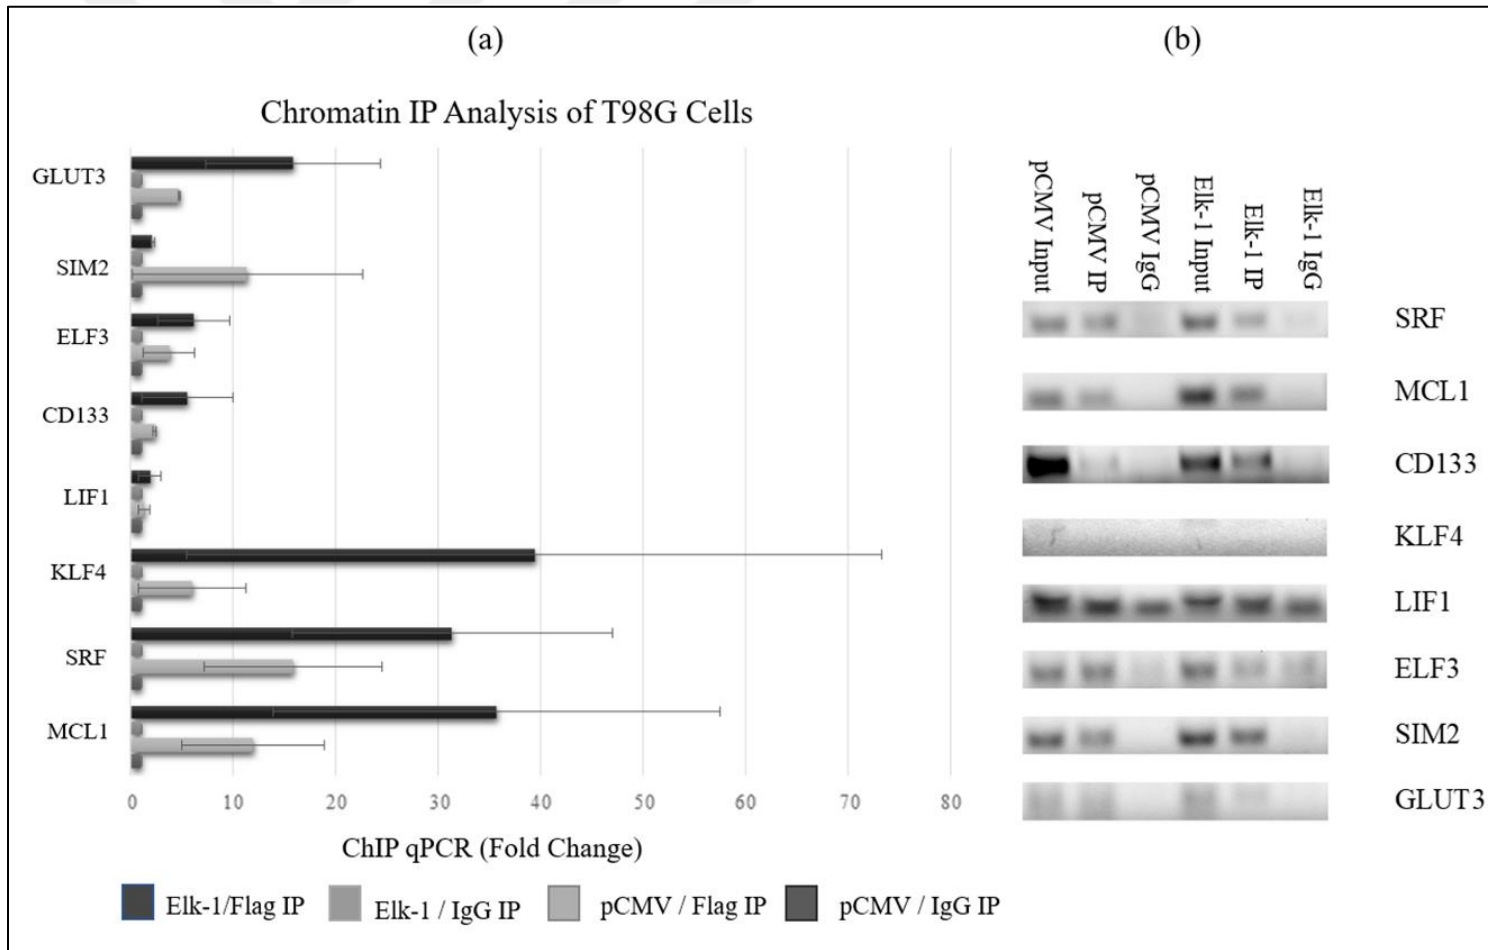 (a)
(b)
Chromatin IP Analysis of T98G Cells
GLUT3
SIM2
ELF3
CD133
LIF1
KLF4
SRF
MCL1
0 10 20 30 40 50 60 70 80
ChIP qPCR (Fold Change)
Elk-1/Flag IP
Elk-1 / IgG IP
pCMV / Flag IP
pCMV / IgG IP
pCMV Input
pCMV IP
pCMV IgG
Elk-1 Input
Elk-1 IP
Elk-1 IgG
SRF
MCL1
CD133
KLF4
LIF1
ELF3
SIM2
GLUT3